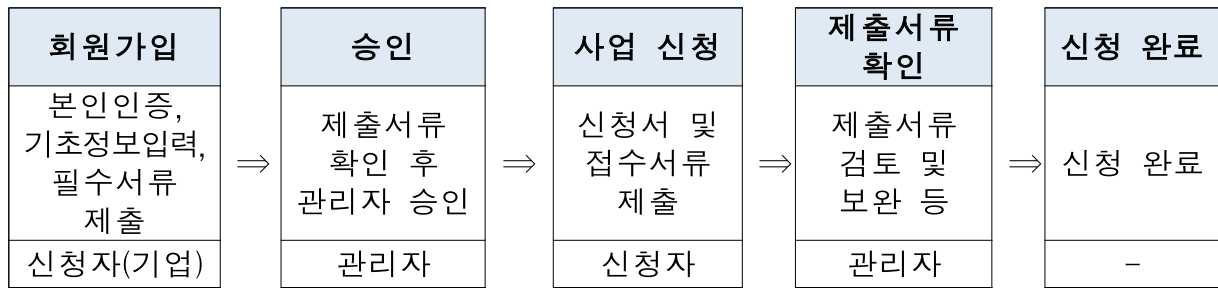 회원가입
본인인증,
기초정보입력,
필수서류
제출
신청자(기업)
⇒
승인
제출서류
확인 후
관리자 승인
관리자
⇒
사업 신청
신청서 및
접수서류
제출
신청자
⇒
제출서류
확인
제출서류
검토 및
보완 등
관리자
⇒
신청 완료
신청 완료
–